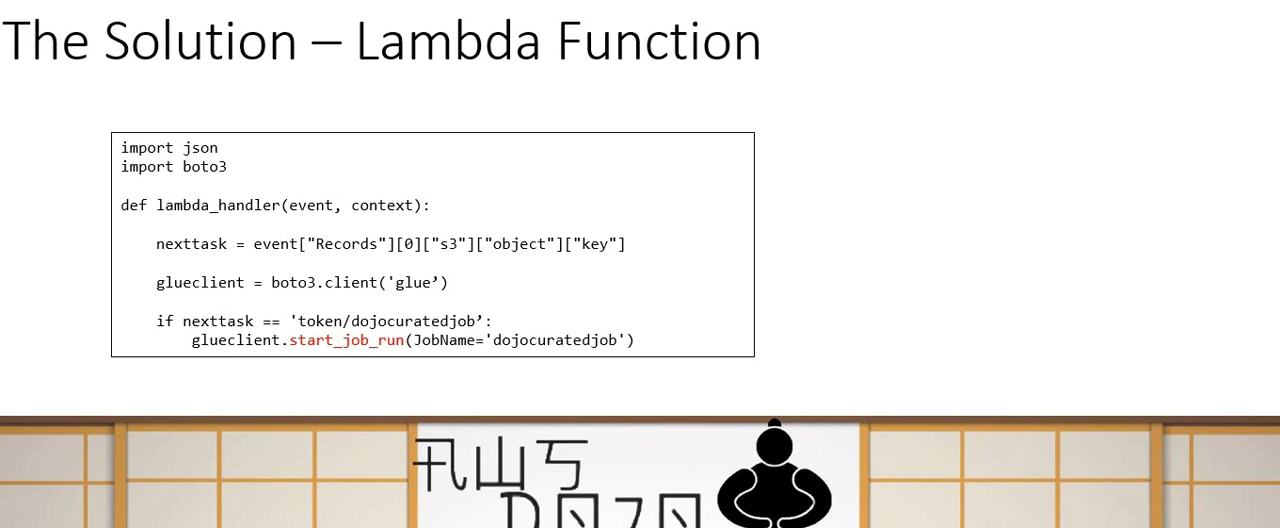 The Solution – Lambda Function
import json
import boto3
def lambda_handler(event, context):
nexttask = event["Records"][0]["s3"]["object"]["key"]
glueclient = boto3.client('glue’)
if nexttask == 'token/dojocuratedjob’:
glueclient.start_job_run(JobName='dojocuratedjob')